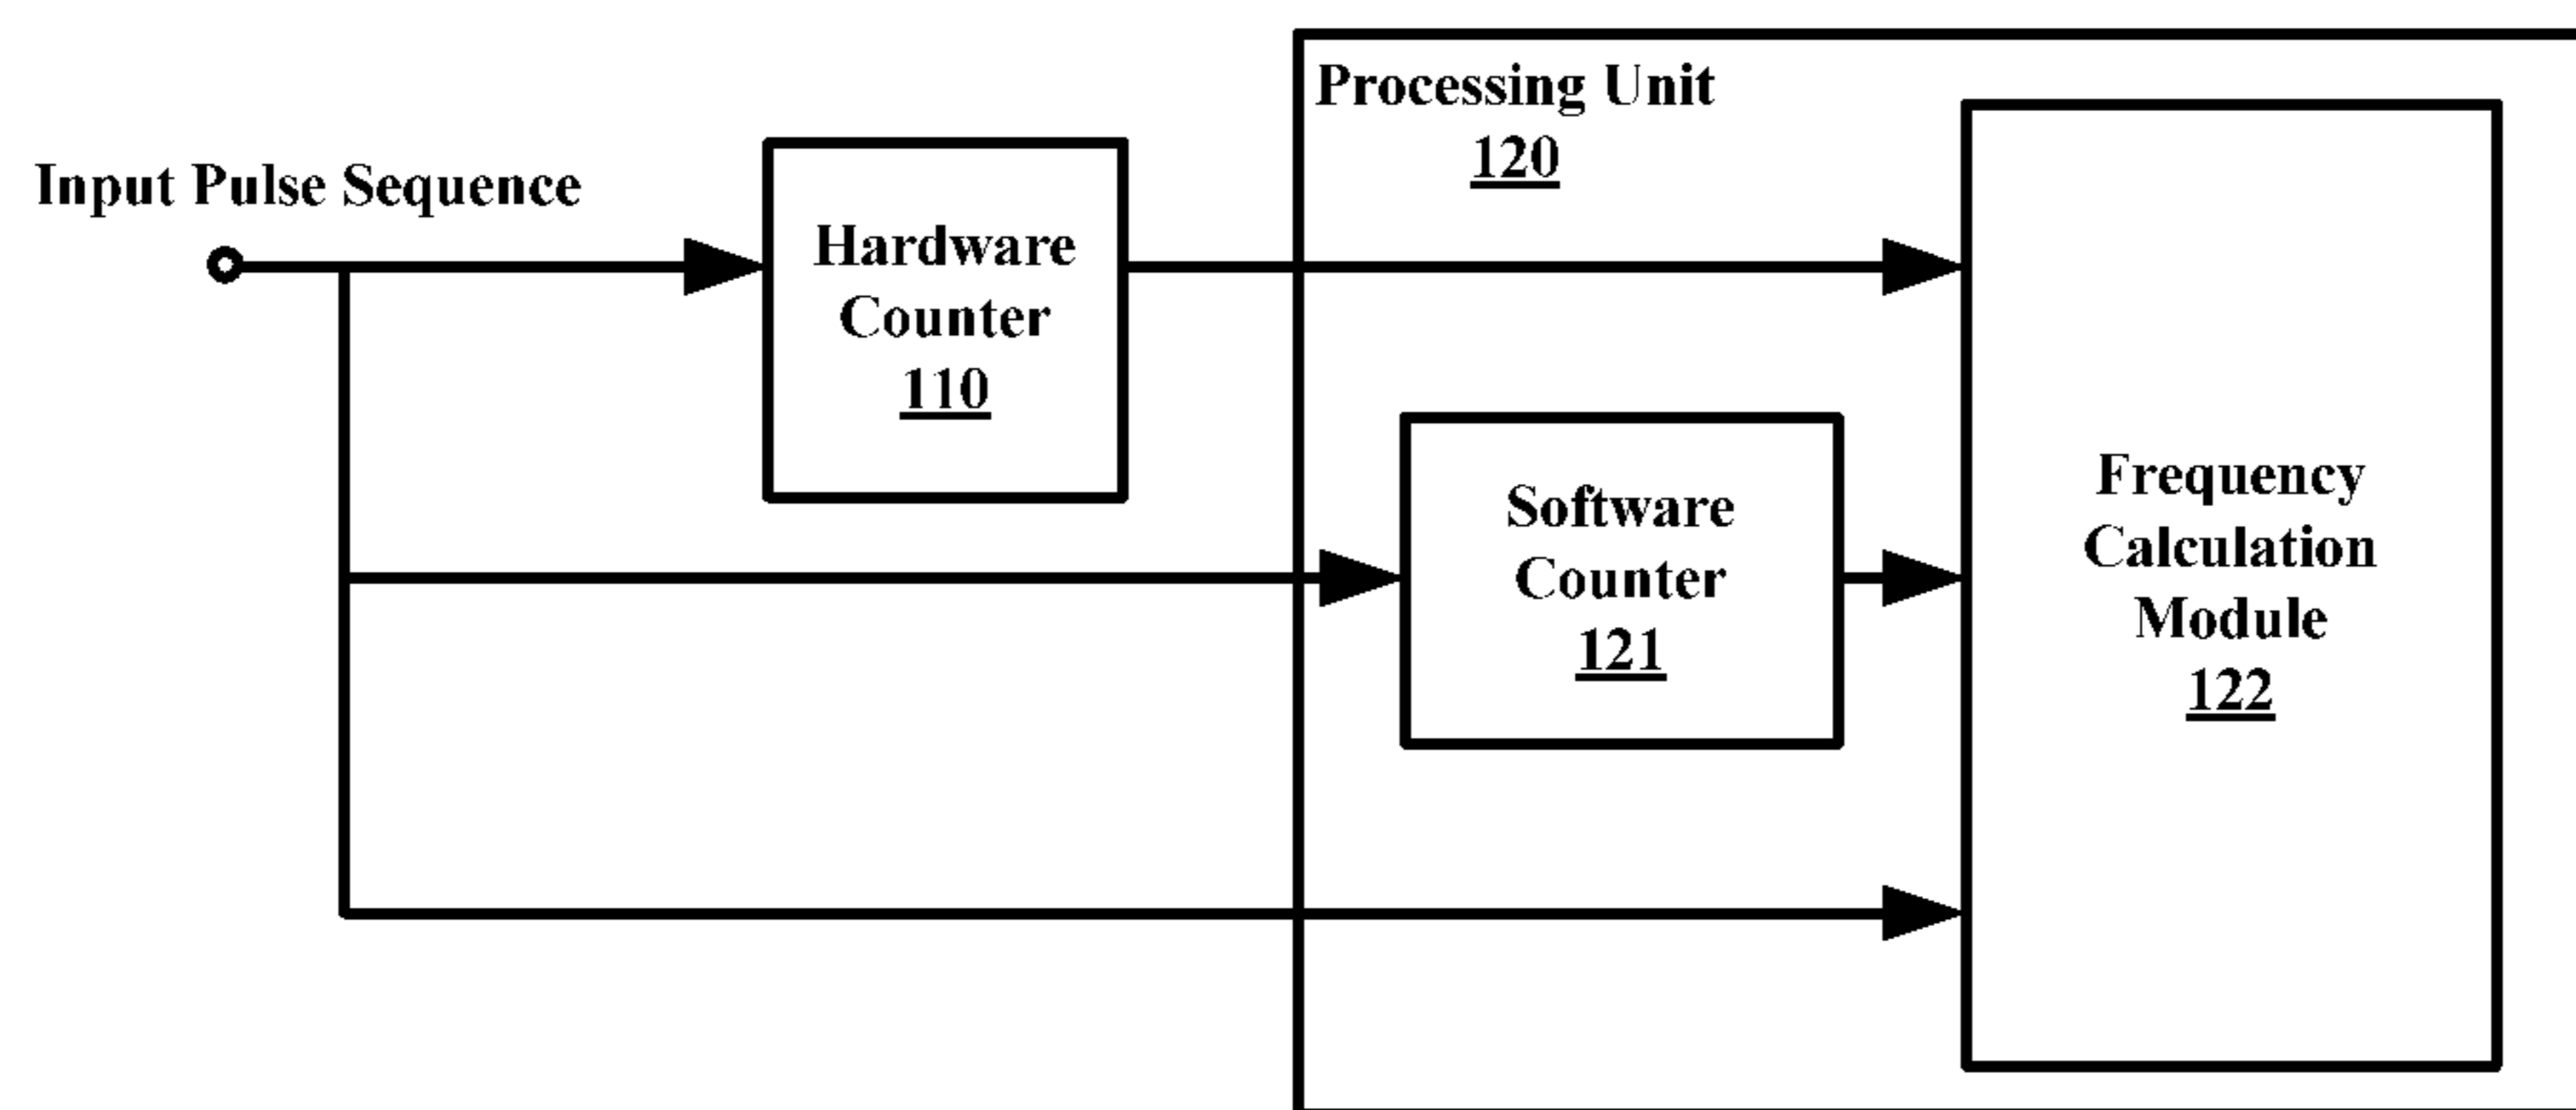 Input Pulse Sequence
Hardware
Counter
110
Processing Unit
120
Software
Counter
121
Frequency
Calculation
Module
122